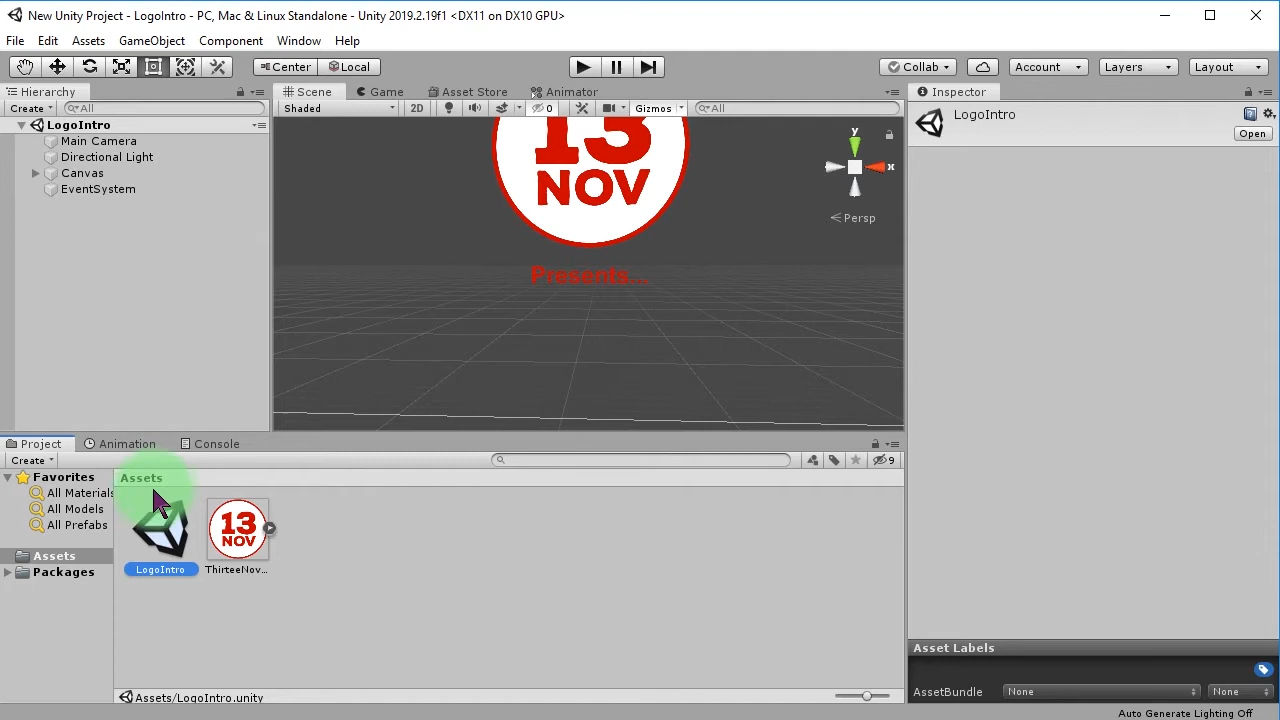 New Unity Project - LogoIntro - PC, Mac & Linux Standalone - Unity 2019.2.19f1 <DX11 on DX10 GPU>
File Edit Assets GameObject Component Window Help
Center Local Collab Account Layers Layout
Hierarchy Scene Game Asset Store Animator Inspector
Create All Shaded 2D 0 Gizmos All
LogoIntro
Main Camera
Directional Light
Canvas
EventSystem
13
NOV
Presents...
y
x
Persp
LogoIntro
Open
Project Animation Console
Create 9
Favorites
All Materials
All Models
All Prefabs
Assets
Packages
Assets
13
NOV
LogoIntro ThirteeNov...
Assets/LogoIntro.unity
Asset Labels
AssetBundle None None
Auto Generate Lighting Off